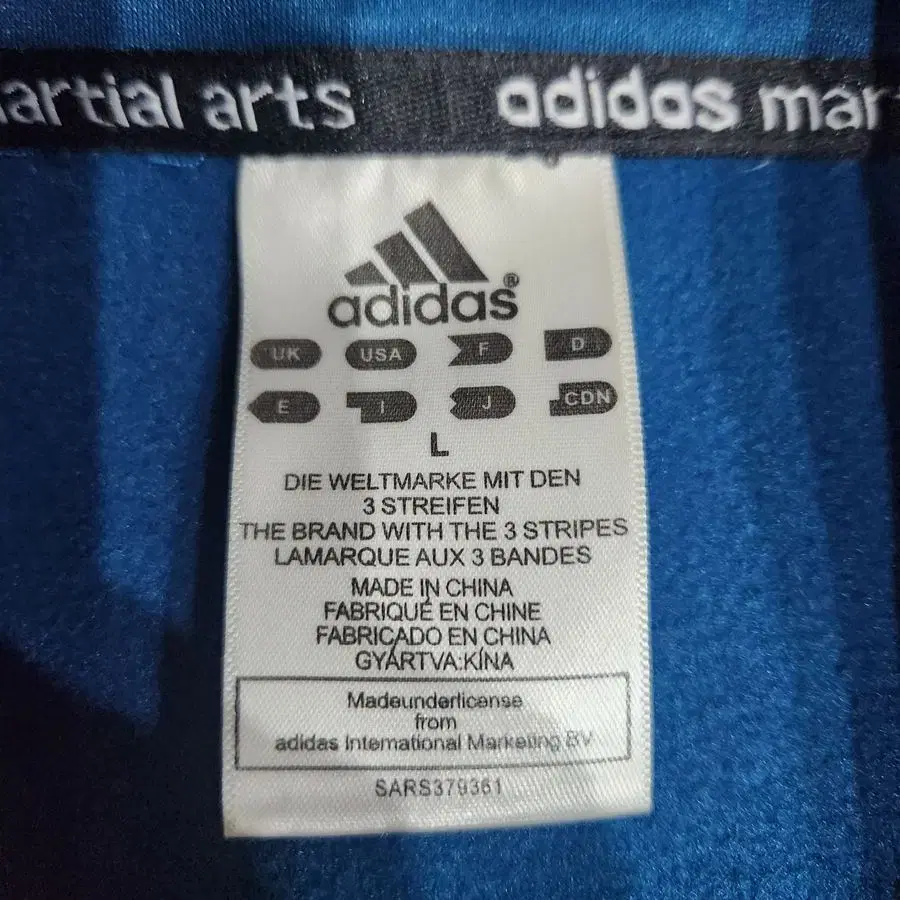 artial arts adidas mar
adidas®
UK USA F D
E I J CDN
L
DIE WELTMARKE MIT DEN
3 STREIFEN
THE BRAND WITH THE 3 STRIPES
LAMARQUE AUX 3 BANDES
MADE IN CHINA
FABRIQUÉ EN CHINE
FABRICADO EN CHINA
GYÁRTVA:KÍNA
Madeunderlicense
from
adidas International Marketing BV
SARS379361